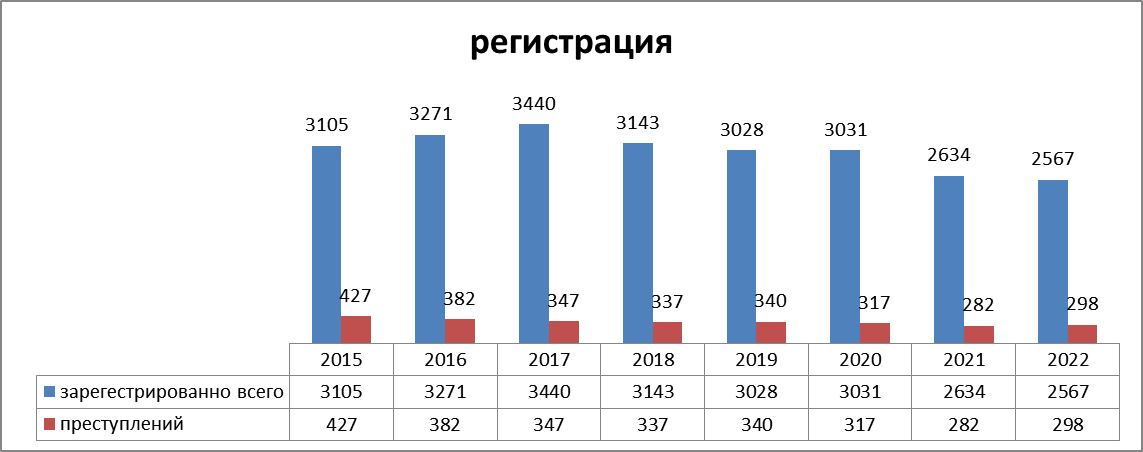 регистрация
3105 3271 3440 3143 3028 3031 2634 2567
427 382 347 337 340 317 282 298
2015 2016 2017 2018 2019 2020 2021 2022
зарегестрированно всего 3105 3271 3440 3143 3028 3031 2634 2567
преступлений 427 382 347 337 340 317 282 298